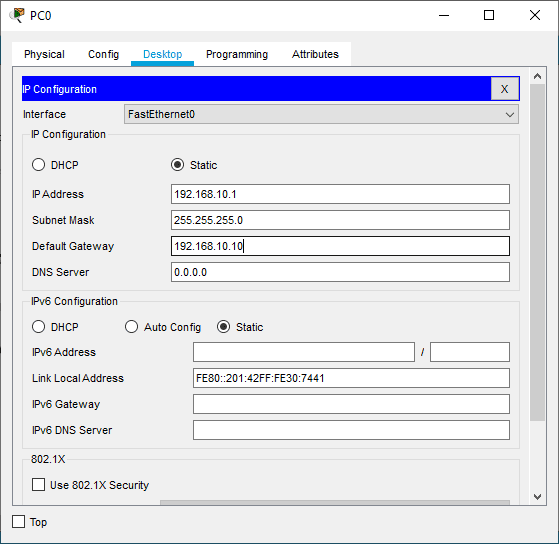 PC0
Physical Config Desktop Programming Attributes
IP Configuration X
Interface FastEthernet0
IP Configuration
DHCP Static
IP Address 192.168.10.1
Subnet Mask 255.255.255.0
Default Gateway 192.168.10.10
DNS Server 0.0.0.0
IPv6 Configuration
DHCP Auto Config Static
IPv6 Address /
Link Local Address FE80::201:42FF:FE30:7441
IPv6 Gateway
IPv6 DNS Server
802.1X
Use 802.1X Security
Top